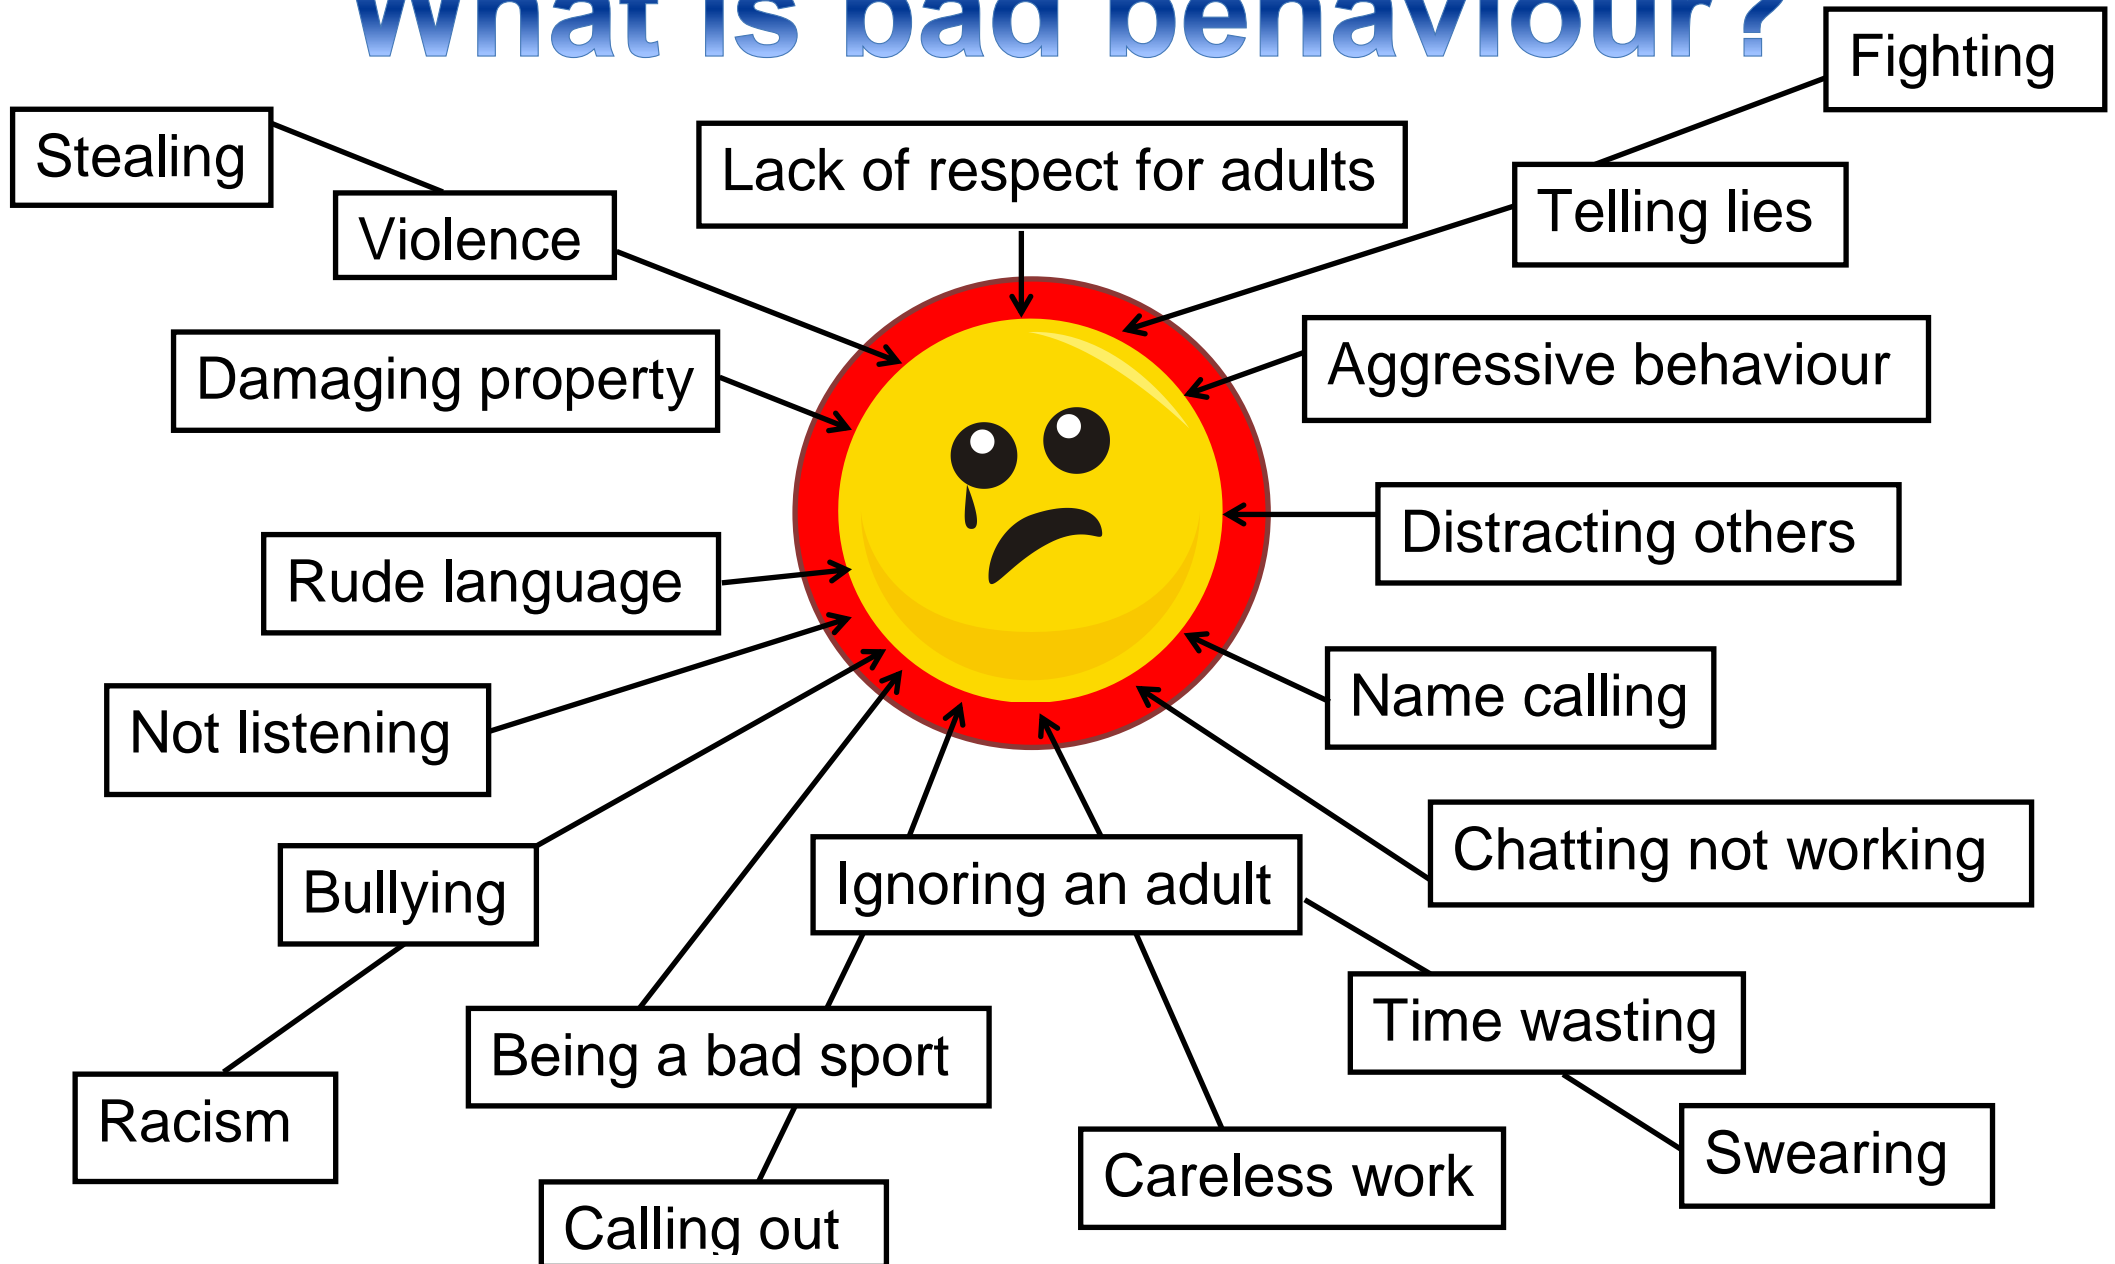 What is bad behaviour?
Fighting
Stealing
Lack of respect for adults
Violence
Telling lies
Damaging property
Aggressive behaviour
Distracting others
Rude language
Name calling
Not listening
Chatting not working
Bullying
Ignoring an adult
Time wasting
Being a bad sport
Racism
Careless work
Swearing
Calling out